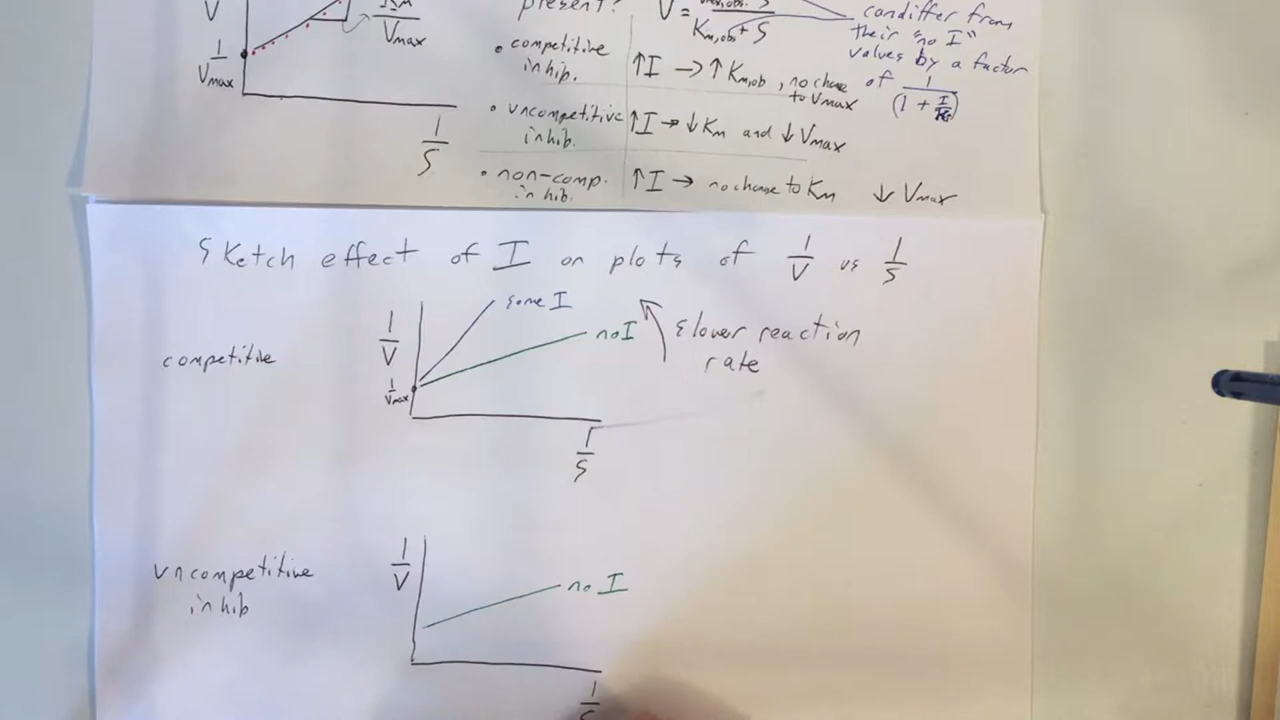 V
1
Vmax
Km
Vmax
1
S
present?
V =
Km,obs + S
can differ from
their "no I"
values by a factor
of 1
(1 + I
• competitive
inhib.
↑I → ↑ Km,ob , no chance
to Vmax
• uncompetitive
inhib.
↑I → ↓ Km and ↓ Vmax
• non-comp.
inhib.
↑I → no change to Km ↓ Vmax
Sketch effect of I on plots of 1/V vs 1/S
competitive
1
V
1
Vmax
some I
no I
slower reaction
rate
1
S
uncompetitive
inhib
1
V
no I
1
S